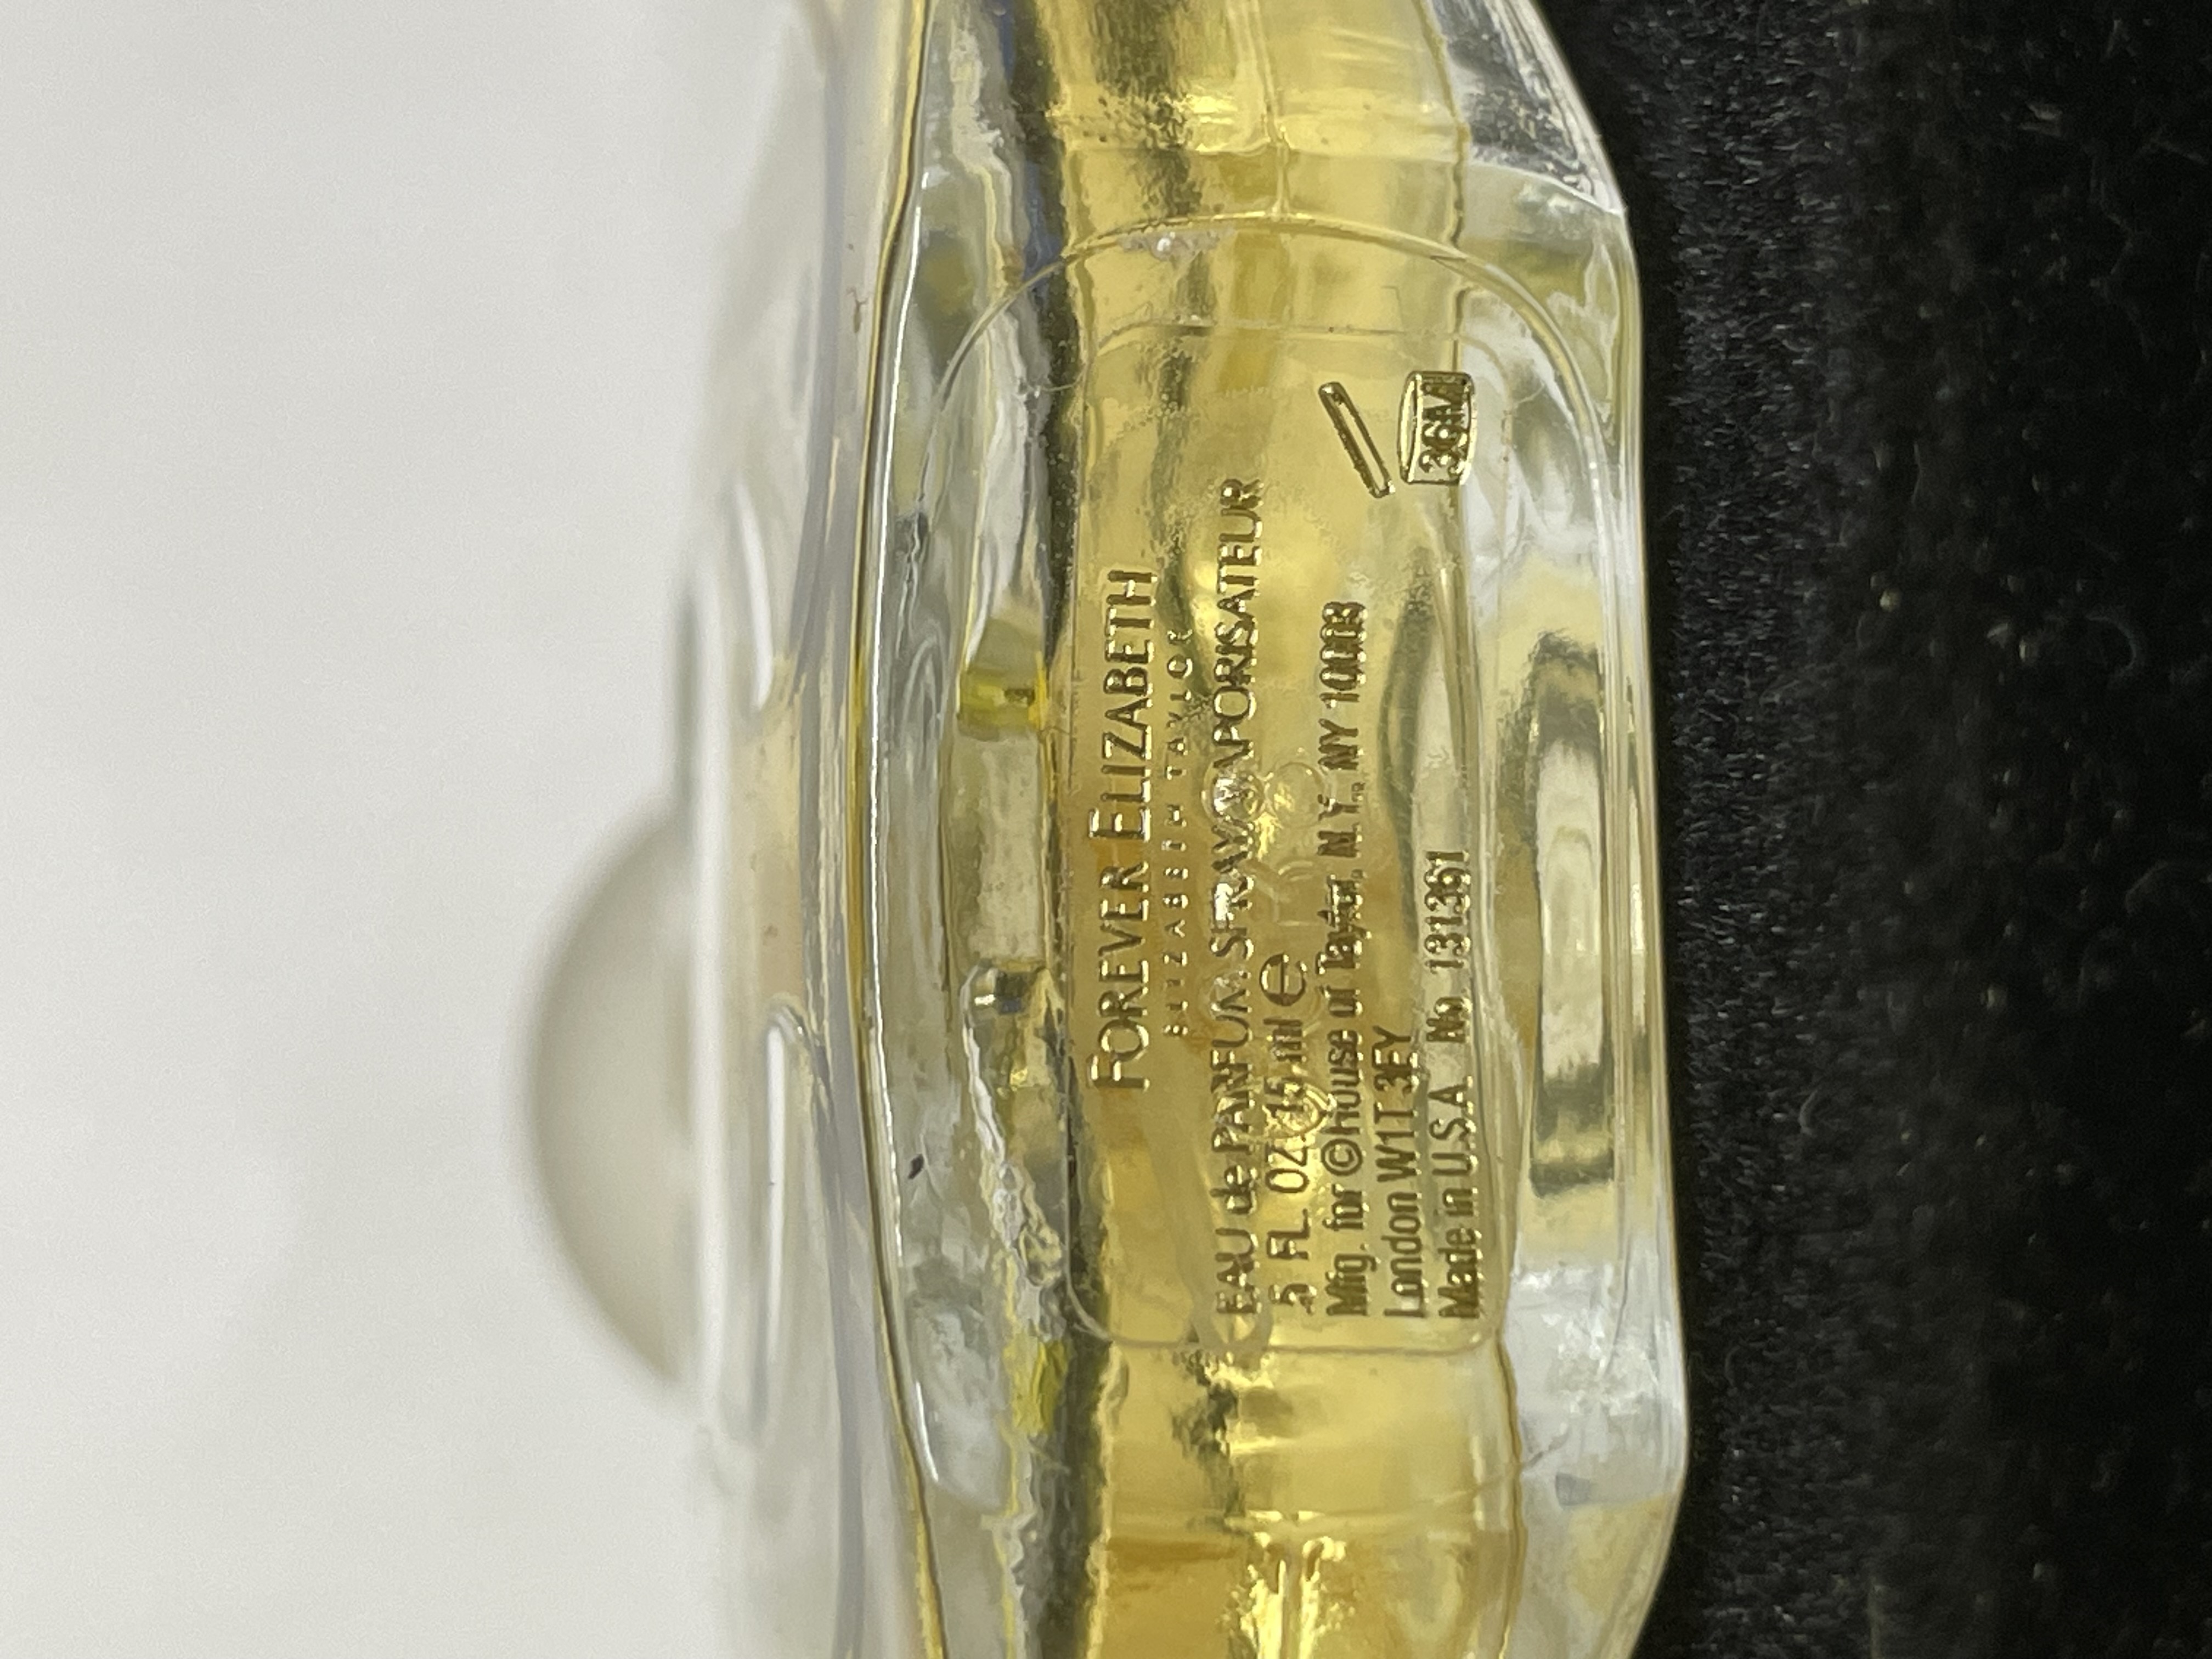 FOREVER ELIZABETH
ELIZABETH TAYLOR
EAU de PARFUM SPRAY/VAPORISATEUR
.5 FL. OZ. 15 ml ℮
Mfg. for © house of Taylor, N.Y., NY 10018
London W1T 3EY
Made in U.S.A. No. 131361
36M